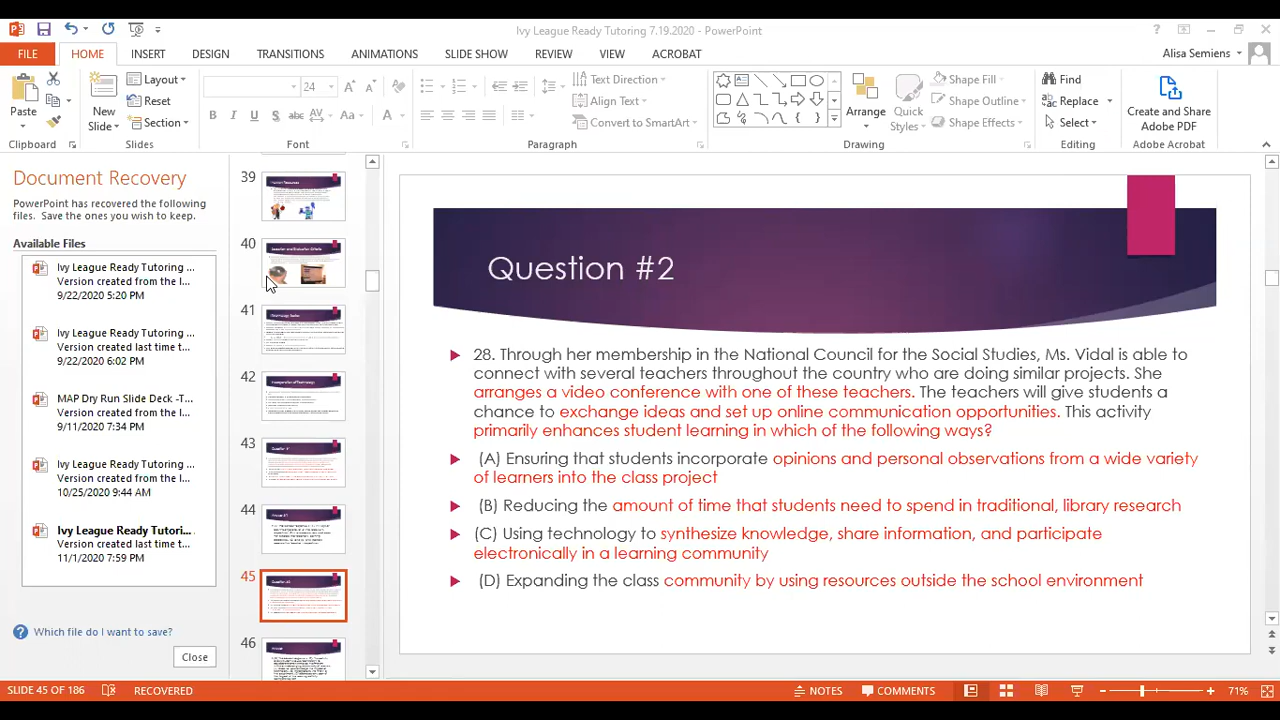 Ivy League Ready Tutoring 7.19.2020 - PowerPoint
FILE HOME INSERT DESIGN TRANSITIONS ANIMATIONS SLIDE SHOW REVIEW VIEW ACROBAT Alisa Semiens
Paste
New Slide
Layout
Reset
Section
24
B I U S abc AV Aa A
Text Direction
Align Text
Convert to SmartArt
Arrange
Quick Styles
Shape Fill
Shape Outline
Shape Effects
Find
Replace
Select
Create and Share
Adobe PDF
Clipboard Slides Font Paragraph Drawing Editing Adobe Acrobat
Document Recovery
PowerPoint has recovered the following
files. Save the ones you wish to keep.
Available Files
Ivy League Ready Tutoring ...
Version created from the l...
9/22/2020 5:20 PM
Ivy League Ready Tutoring ...
Version created last time t...
9/22/2020 6:02 PM
MAP Dry Run Slide Deck -T...
Version created from the l...
9/11/2020 7:34 PM
Ivy League Ready Tutoring ...
Version created from the l...
10/25/2020 9:44 AM
Ivy League Ready Tutori...
Version created last time t...
11/1/2020 7:59 PM
Which file do I want to save?
Close
39
40
41
42
43
44
45
46
Question #2
28. Through her membership in the National Council for the Social Studies, Ms. Vidal is able to
connect with several teachers throughout the country who are doing similar projects. She
arranges a video conference with one of these teachers. The teachers will give students a
chance to exchange ideas and set up online communication opportunities. This activity
primarily enhances student learning in which of the following ways?
(A) Ensuring that students incorporate opinions and personal observations from a wide variety
of learners into the class project
(B) Reducing the amount of time that students need to spend in traditional, library research
(C) Using technology to synthesize knowledge, share information, and participate
electronically in a learning community
(D) Expanding the class community by using resources outside the school environment
SLIDE 45 OF 186 RECOVERED NOTES COMMENTS 71%